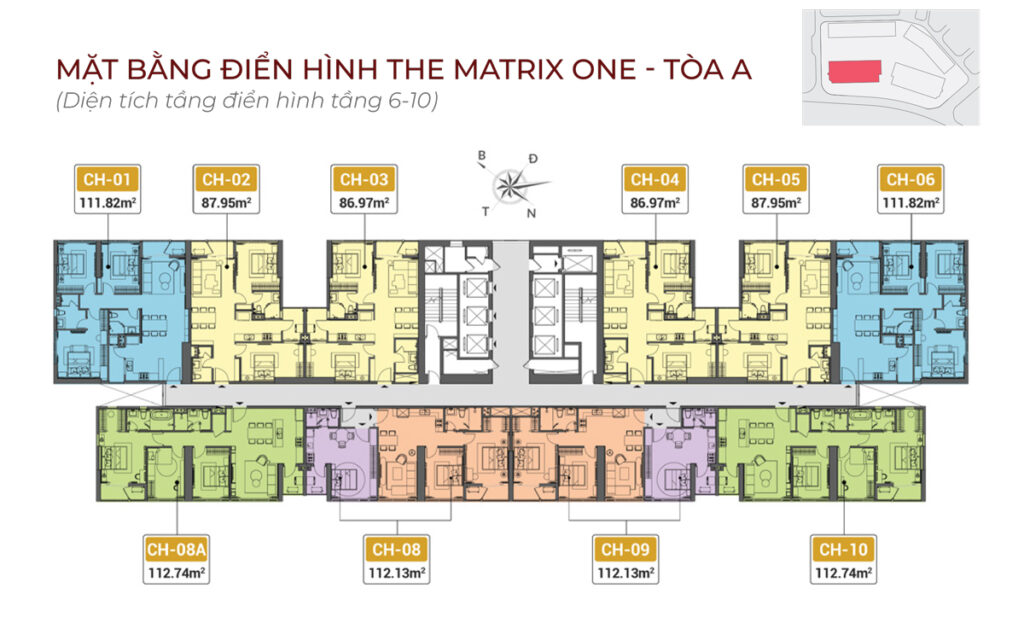 MẶT BẰNG ĐIỂN HÌNH THE MATRIX ONE - TÒA A
(Diện tích tầng điển hình tầng 6-10)
B
Đ
T
N
CH-01
111.82m²
CH-02
87.95m²
CH-03
86.97m²
CH-04
86.97m²
CH-05
87.95m²
CH-06
111.82m²
CH-08A
112.74m²
CH-08
112.13m²
CH-09
112.13m²
CH-10
112.74m²